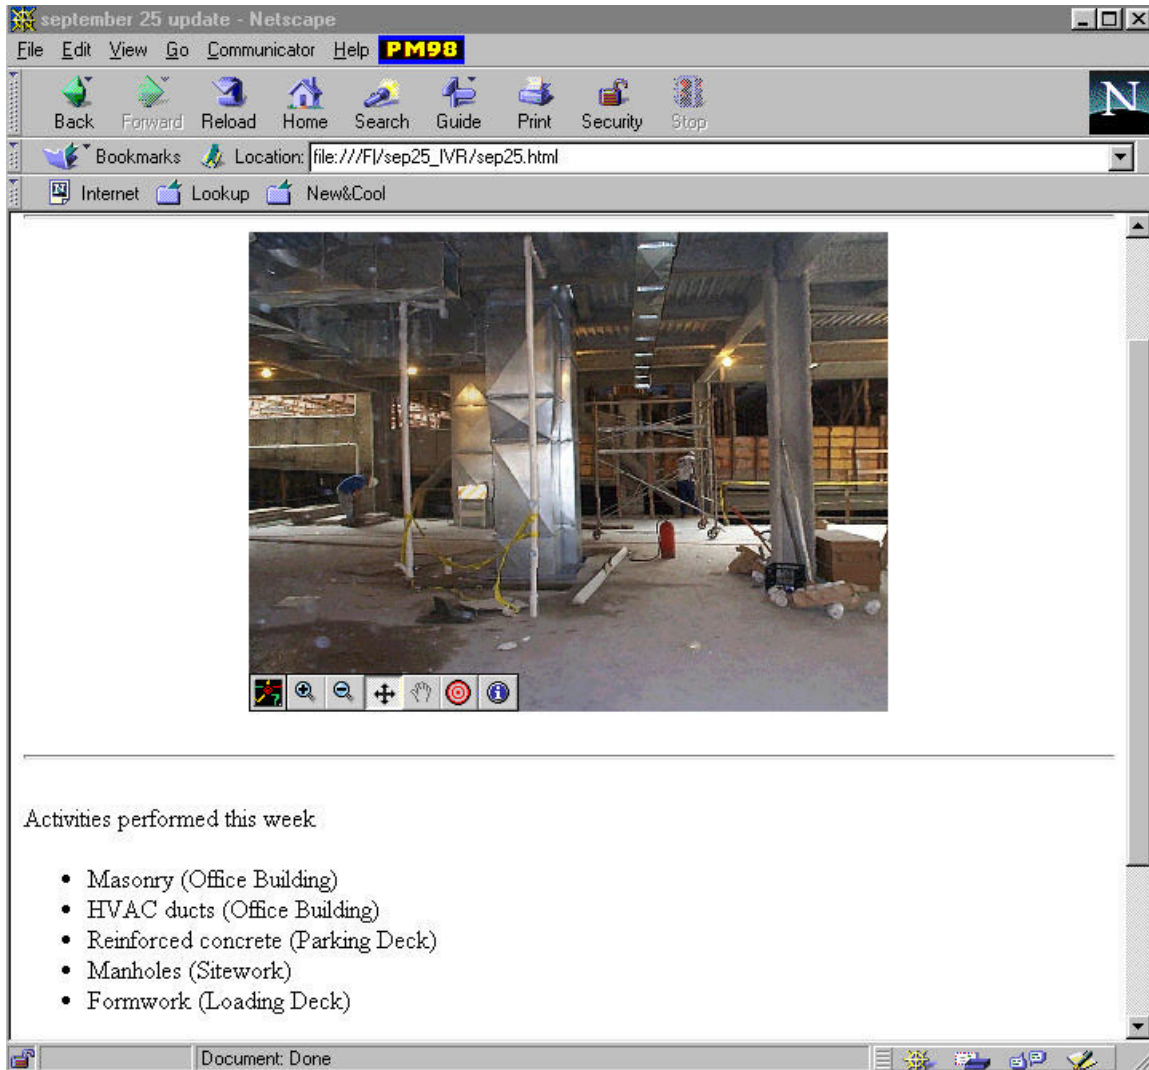 september 25 update - Netscape
File Edit View Go Communicator Help PM98
Back Forward Reload Home Search Guide Print Security Stop
N
Bookmarks Location: file:///F|/sep25_IVR/sep25.html
Internet Lookup New&Cool
Activities performed this week
• Masonry (Office Building)
• HVAC ducts (Office Building)
• Reinforced concrete (Parking Deck)
• Manholes (Sitework)
• Formwork (Loading Deck)
Document: Done